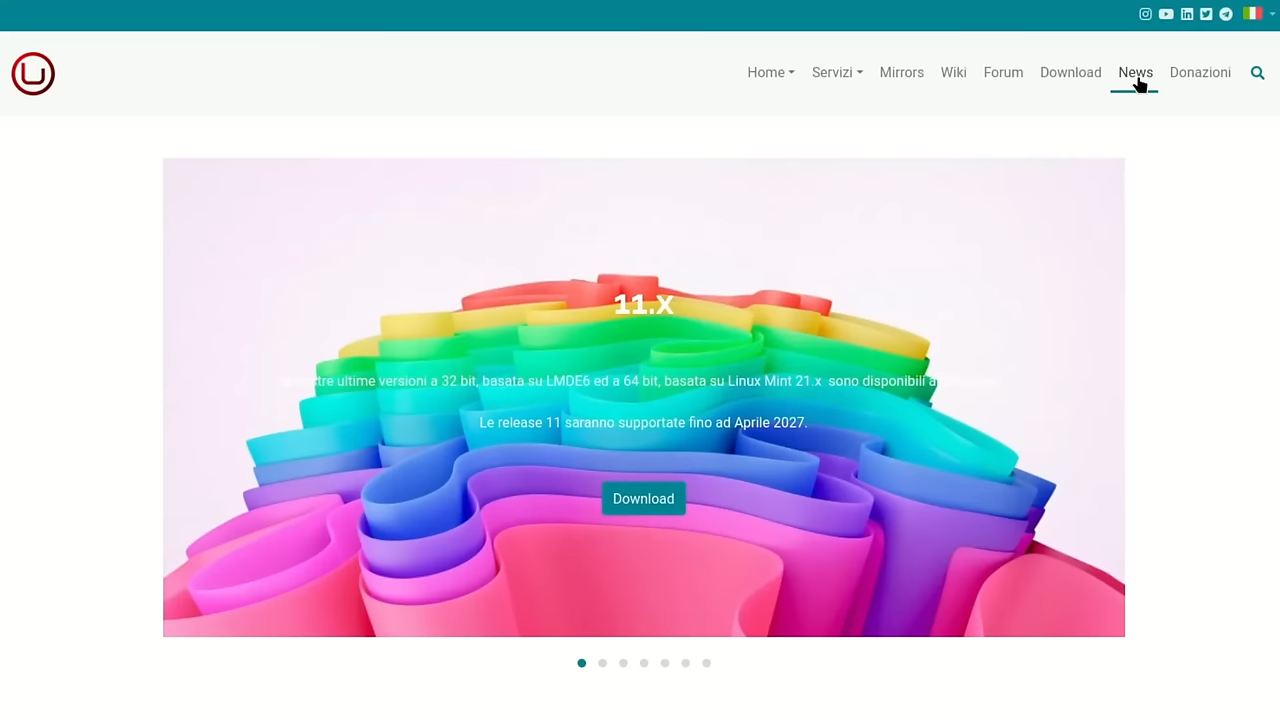 Home
Servizi
Mirrors
Wiki
Forum
Download
News
Donazioni
11.X
ultime versioni a 32 bit, basata su LMDE6 ed a 64 bit, basata su Linux Mint 21.x sono disponibili
Le release 11 saranno supportate fino ad Aprile 2027.
Download